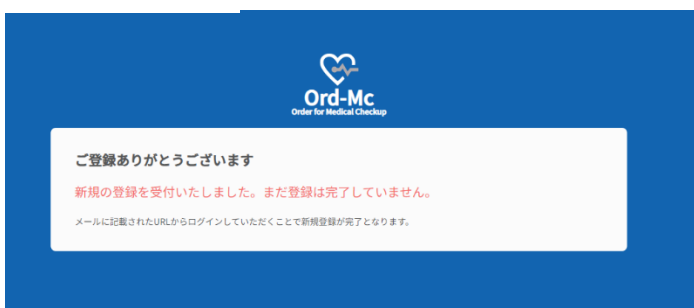 Ord-Mc
Order for Medical Checkup
ご登録ありがとうございます
新規の登録を受付いたしました。まだ登録は完了していません。
メールに記載されたURLからログインしていただくことで新規登録が完了となります。